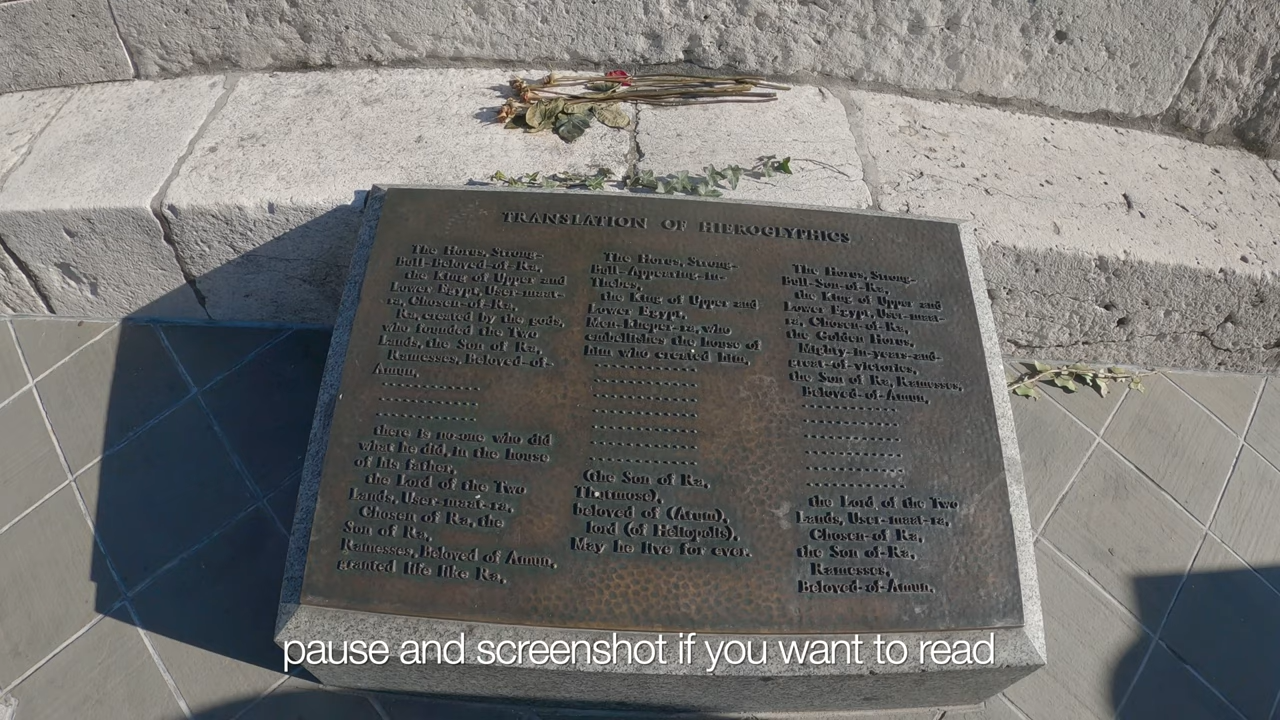 TRANSLATION OF HIEROGLYPHICS
The Horus, Strong-
Bull-Beloved-of-Ra,
the King of Upper and
Lower Egypt, User-maat-
ra, Chosen-of-Ra,
Ra, created by the gods,
who founded the Two
Lands, the Son of Ra,
Ramesses, Beloved-of-
Amun,
there is no-one who did
what he did, in the house
of his father,
the Lord of the Two
Lands, User-maat-ra,
Chosen of Ra, the
Son of Ra,
Ramesses, Beloved of Amun,
granted life like Ra.
The Horus, Strong-
Bull-Appearing-in-
Thebes,
the King of Upper and
Lower Egypt,
Men-kheper-ra, who
embellishes the house of
him who created him,
(the Son of Ra,
Thutmose),
beloved of (Atum),
lord (of Heliopolis),
May he live for ever.
The Horus, Strong-
Bull-Son-of-Ra,
the King of Upper and
Lower Egypt, User-maat-
ra, Chosen-of-Ra,
the Golden Horus,
Mighty-in-years-and-
great-of-victories,
the Son of Ra, Ramesses,
Beloved-of-Amun,
the Lord of the Two
Lands, User-maat-ra,
Chosen-of Ra,
the Son of-Ra,
Ramesses,
Beloved-of-Amun.
pause and screenshot if you want to read